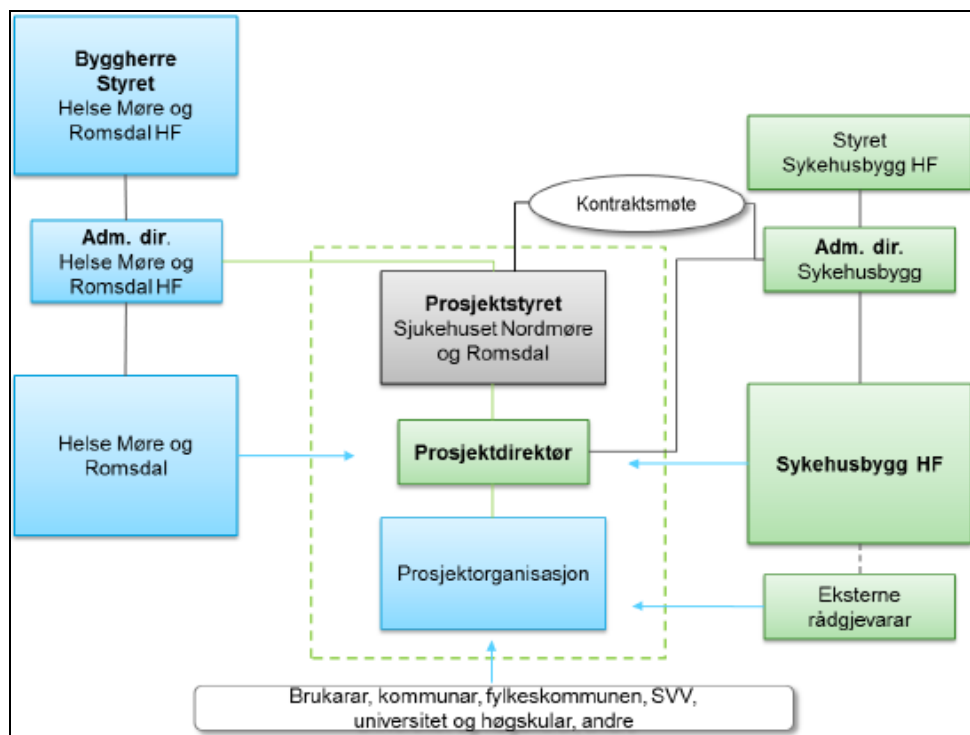 Byggherre
Styret
Helse Møre og
Romsdal HF
Adm. dir.
Helse Møre og
Romsdal HF
Helse Møre og
Romsdal
Kontraktsmøte
Prosjektstyret
Sjukehuset Nordmøre
og Romsdal
Prosjektdirektør
Prosjektorganisasjon
Styret
Sykehusbygg HF
Adm. dir.
Sykehusbygg
Sykehusbygg HF
Eksterne
rådgjevarar
Brukarar, kommunar, fylkeskommunen, SVV,
universitet og høgskular, andre